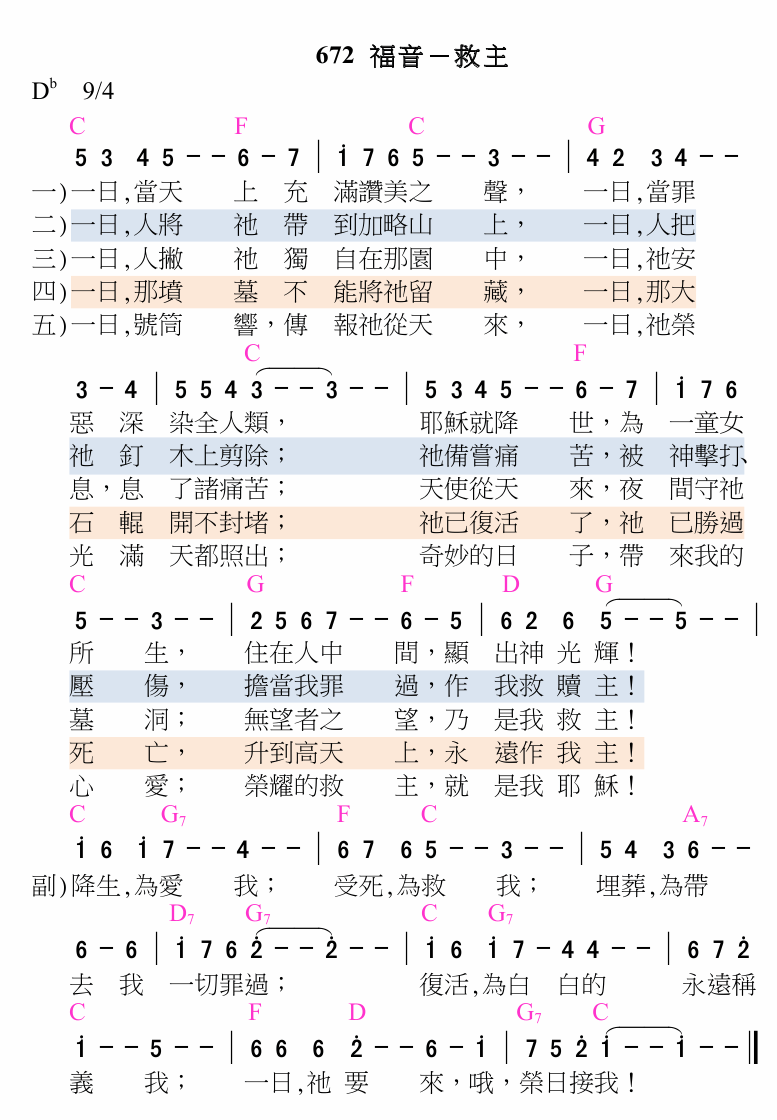 672 福音－救主
Dᵇ 9/4
C F C G
5 3 4 5 － － 6 － 7 | i̇ 7 6 5 － － 3 － － | 4 2 3 4 － －
一)一日,當天 上 充 滿讚美之 聲， 一日,當罪
二)一日,人將 祂 帶 到加略山 上， 一日,人把
三)一日,人撇 祂 獨 自在那園 中， 一日,祂安
四)一日,那墳 墓 不 能將祂留 藏， 一日,那大
五)一日,號筒 響，傳 報祂從天 來， 一日,祂榮
C F
3 － 4 | 5 5 4 3 － － 3 － － | 5 3 4 5 － － 6 － 7 | 1̇ 7 6
惡 深 染全人類， 耶穌就降 世，為 一童女
祂 釘 木上剪除； 祂備嘗痛 苦，被 神擊打、
息，息 了諸痛苦； 天使從天 來，夜 間守祂
石 輥 開不封堵； 祂已復活 了，祂 已勝過
光 滿 天都照出； 奇妙的日 子，帶 來我的
C G F D G
5 － － 3 － － | 2 5 6 7 － － 6 － 5 | 6 2 6 5 － － 5 － － |
所 生， 住在人中 間，顯 出神 光 輝！
壓 傷， 擔當我罪 過，作 我救 贖 主！
墓 洞； 無望者之 望，乃 是我 救 主！
死 亡， 升到高天 上，永 遠作 我 主！
心 愛； 榮耀的救 主，就 是我 耶 穌！
C G7 F C A7
1̇ 6 1̇ 7 － － 4 － － | 6 7 6 5 － － 3 － － | 5 4 3 6 － －
副)降生,為愛 我； 受死,為救 我； 埋葬,為帶
D7 G7 C G7
6 － 6 | 1̇ 7 6 2̇ － － 2̇ － － | 1̇ 6 1̇ 7 － 4 4 － － | 6 7 2̇
去 我 一切罪過； 復活,為白 白的 永遠稱
C F D G7 C
1̇ － － 5 － － | 6 6 6 2̇ － － 6 － 1̇ | 7 5 2̇ 1̇ － － 1̇ － － ‖
義 我； 一日,祂 要 來，哦，榮日接我！